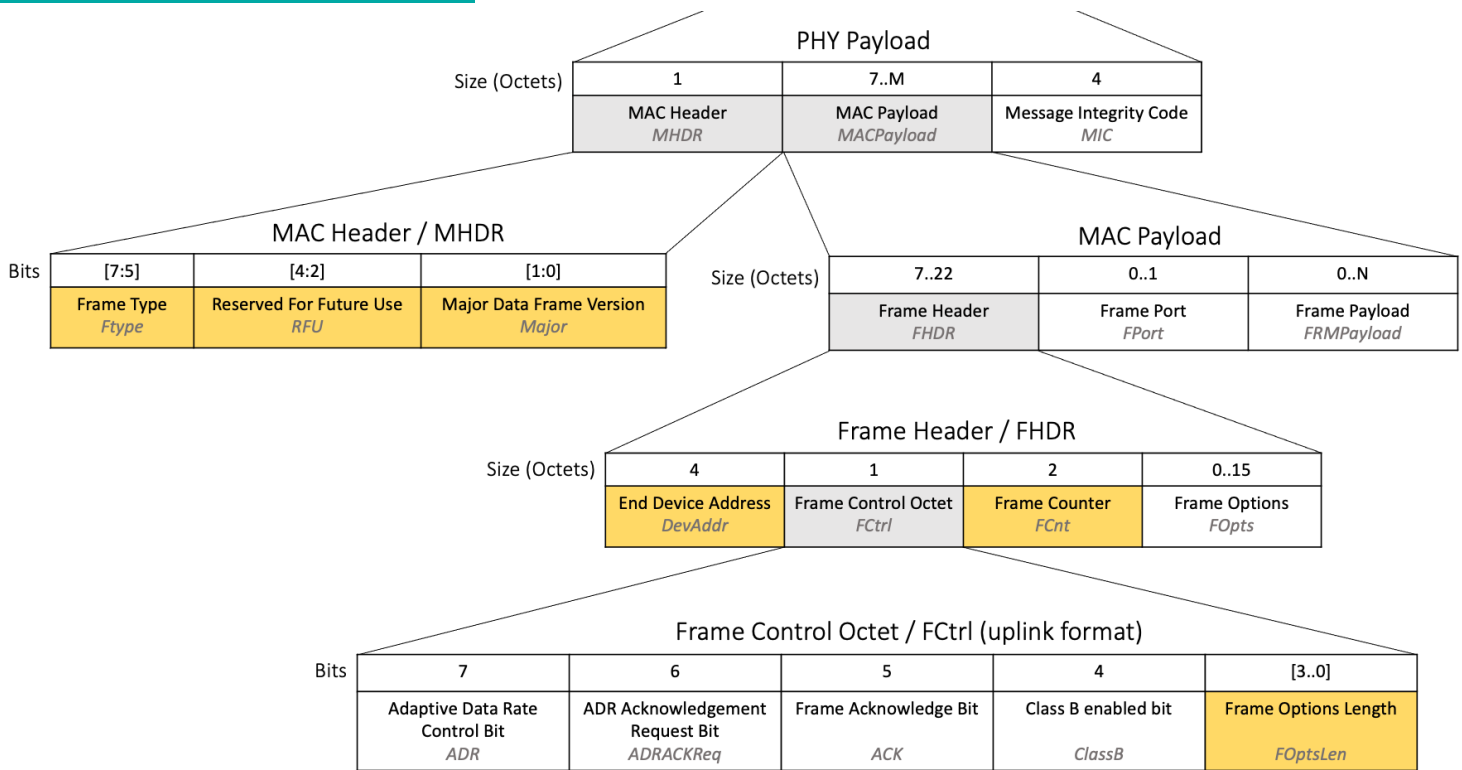 PHY Payload
Size (Octets) 1 7..M 4
MAC Header MAC Payload Message Integrity Code
MHDR MACPayload MIC
MAC Header / MHDR
Bits [7:5] [4:2] [1:0]
Frame Type Reserved For Future Use Major Data Frame Version
Ftype RFU Major
MAC Payload
Size (Octets) 7..22 0..1 0..N
Frame Header Frame Port Frame Payload
FHDR FPort FRMPayload
Frame Header / FHDR
Size (Octets) 4 1 2 0..15
End Device Address Frame Control Octet Frame Counter Frame Options
DevAddr FCtrl FCnt FOpts
Frame Control Octet / FCtrl (uplink format)
Bits 7 6 5 4 [3..0]
Adaptive Data Rate ADR Acknowledgement Frame Acknowledge Bit Class B enabled bit Frame Options Length
Control Bit Request Bit
ADR ADRACKReq ACK ClassB FOptsLen